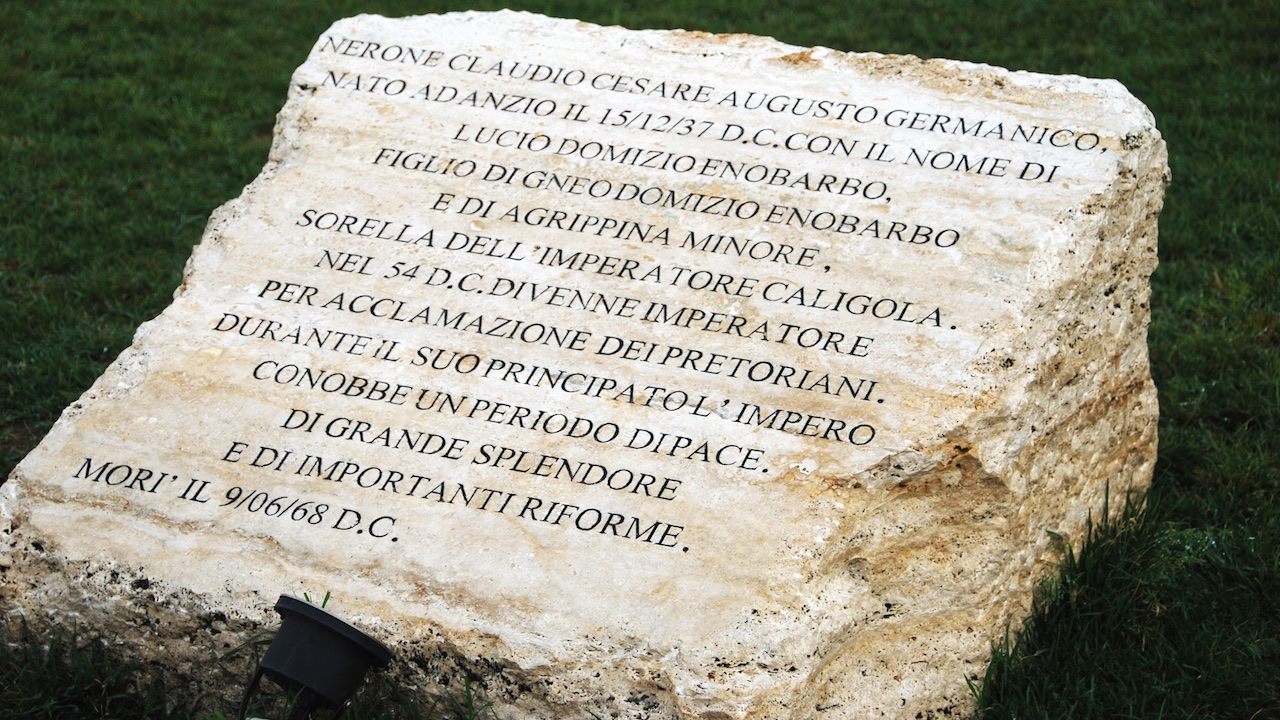 NERONE CLAUDIO CESARE AUGUSTO GERMANICO,
NATO AD ANZIO IL 15/12/37 D.C.CON IL NOME DI
LUCIO DOMIZIO ENOBARBO,
FIGLIO DI GNEO DOMIZIO ENOBARBO
E DI AGRIPPINA MINORE,
SORELLA DELL'IMPERATORE CALIGOLA.
NEL 54 D.C.DIVENNE IMPERATORE
PER ACCLAMAZIONE DEI PRETORIANI.
DURANTE iL SUO PRINCIPATO L'IMPERO
CONOBBE UN PERIODO DI PACE.
DI GRANDE SPLENDORE
E DI IMPORTANTI RIFORME.
MORI' IL 9/06/68 D.C.